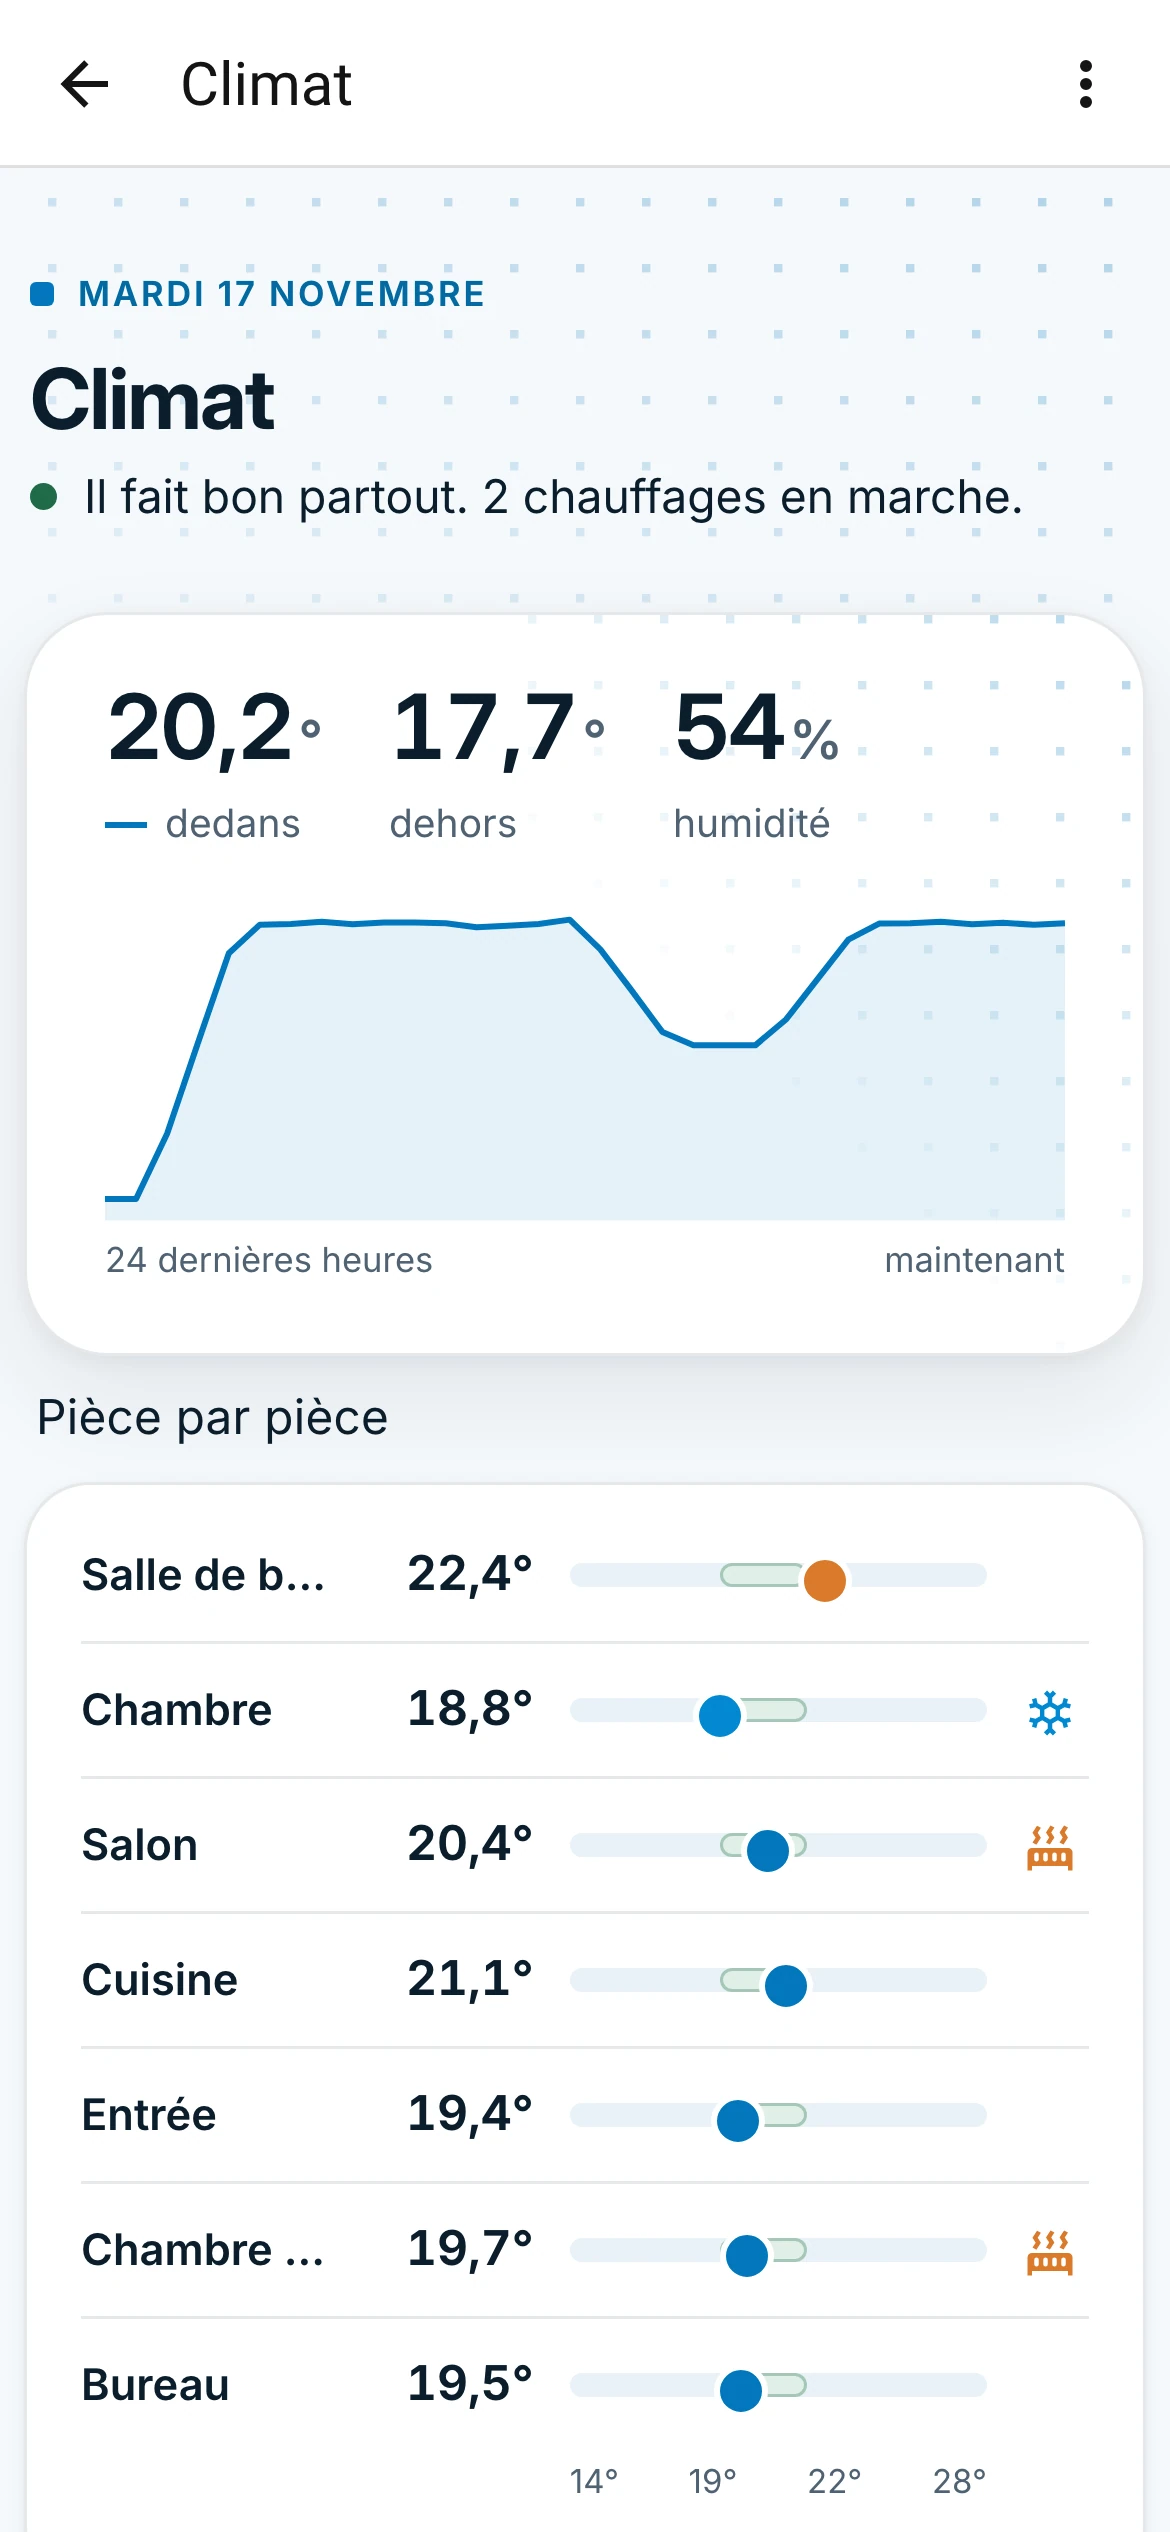 Climat
MARDI 17 NOVEMBRE
Climat
Il fait bon partout. 2 chauffages en marche.
20,2° 17,7° 54%
dedans dehors humidité
24 dernières heures maintenant
Pièce par pièce
Salle de b... 22,4°
Chambre 18,8°
Salon 20,4°
Cuisine 21,1°
Entrée 19,4°
Chambre ... 19,7°
Bureau 19,5°
14° 19° 22° 28°